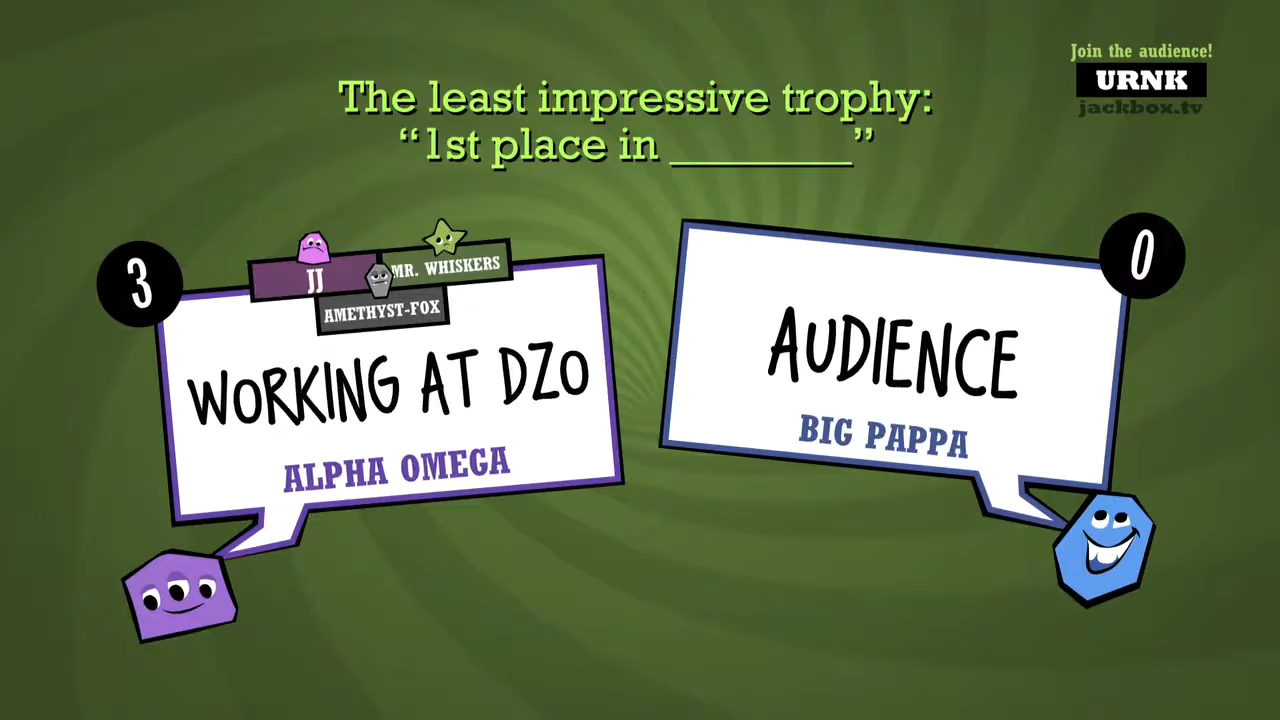 Join the audience!
URNK
jackbox.tv
The least impressive trophy:
“1st place in ________”
3
JJ
MR. WHISKERS
AMETHYST-FOX
WORKING AT DZO
ALPHA OMEGA
0
AUDIENCE
BIG PAPPA